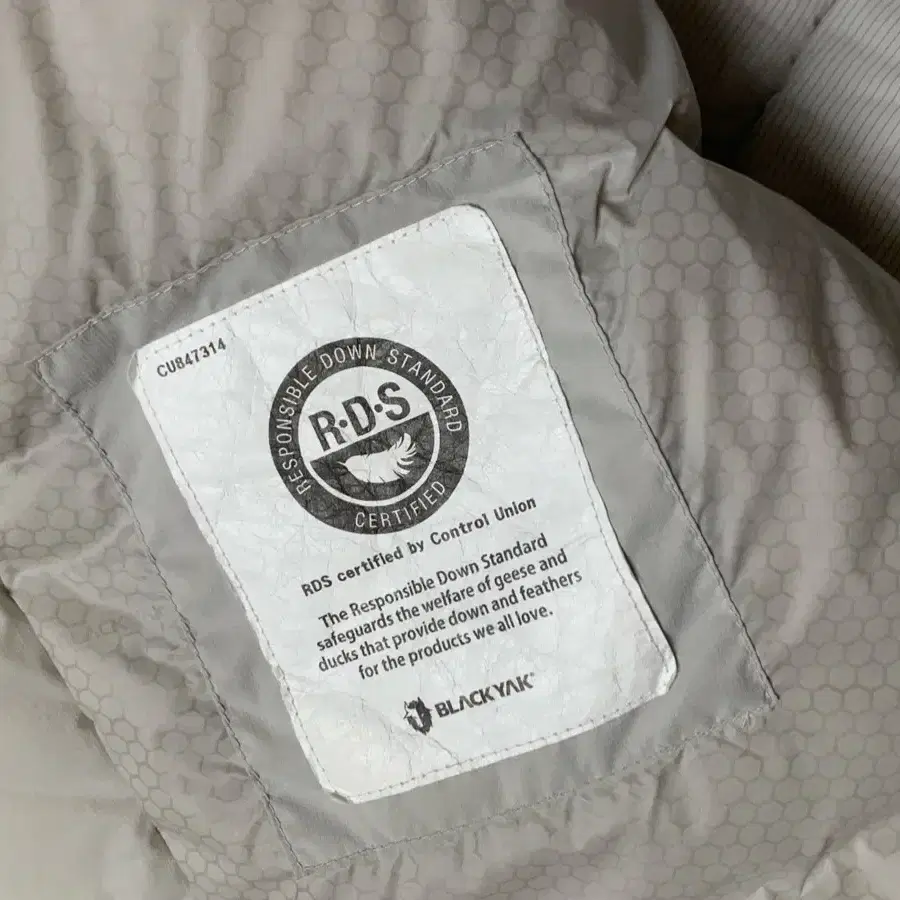 CU847314
RESPONSIBLE DOWN STANDARD
R·D·S
CERTIFIED
RDS certified by Control Union
The Responsible Down Standard
safeguards the welfare of geese and
ducks that provide down and feathers
for the products we all love.
BLACKYAK®